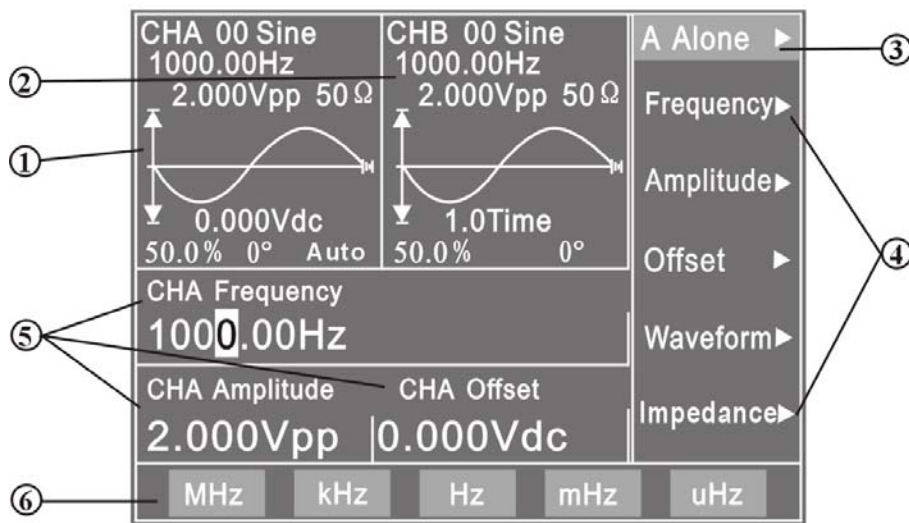 CHA 00 Sine
1000.00Hz
2.000Vpp 50Ω
0.000Vdc
50.0% 0° Auto
CHB 00 Sine
1000.00Hz
2.000Vpp 50Ω
1.0Time
50.0% 0°
A Alone ▶
Frequency▶
Amplitude▶
Offset ▶
Waveform▶
Impedance▶
CHA Frequency
1000.00Hz
CHA Amplitude CHA Offset
2.000Vpp 0.000Vdc
MHz kHz Hz mHz uHz
①
②
③
④
⑤
⑥